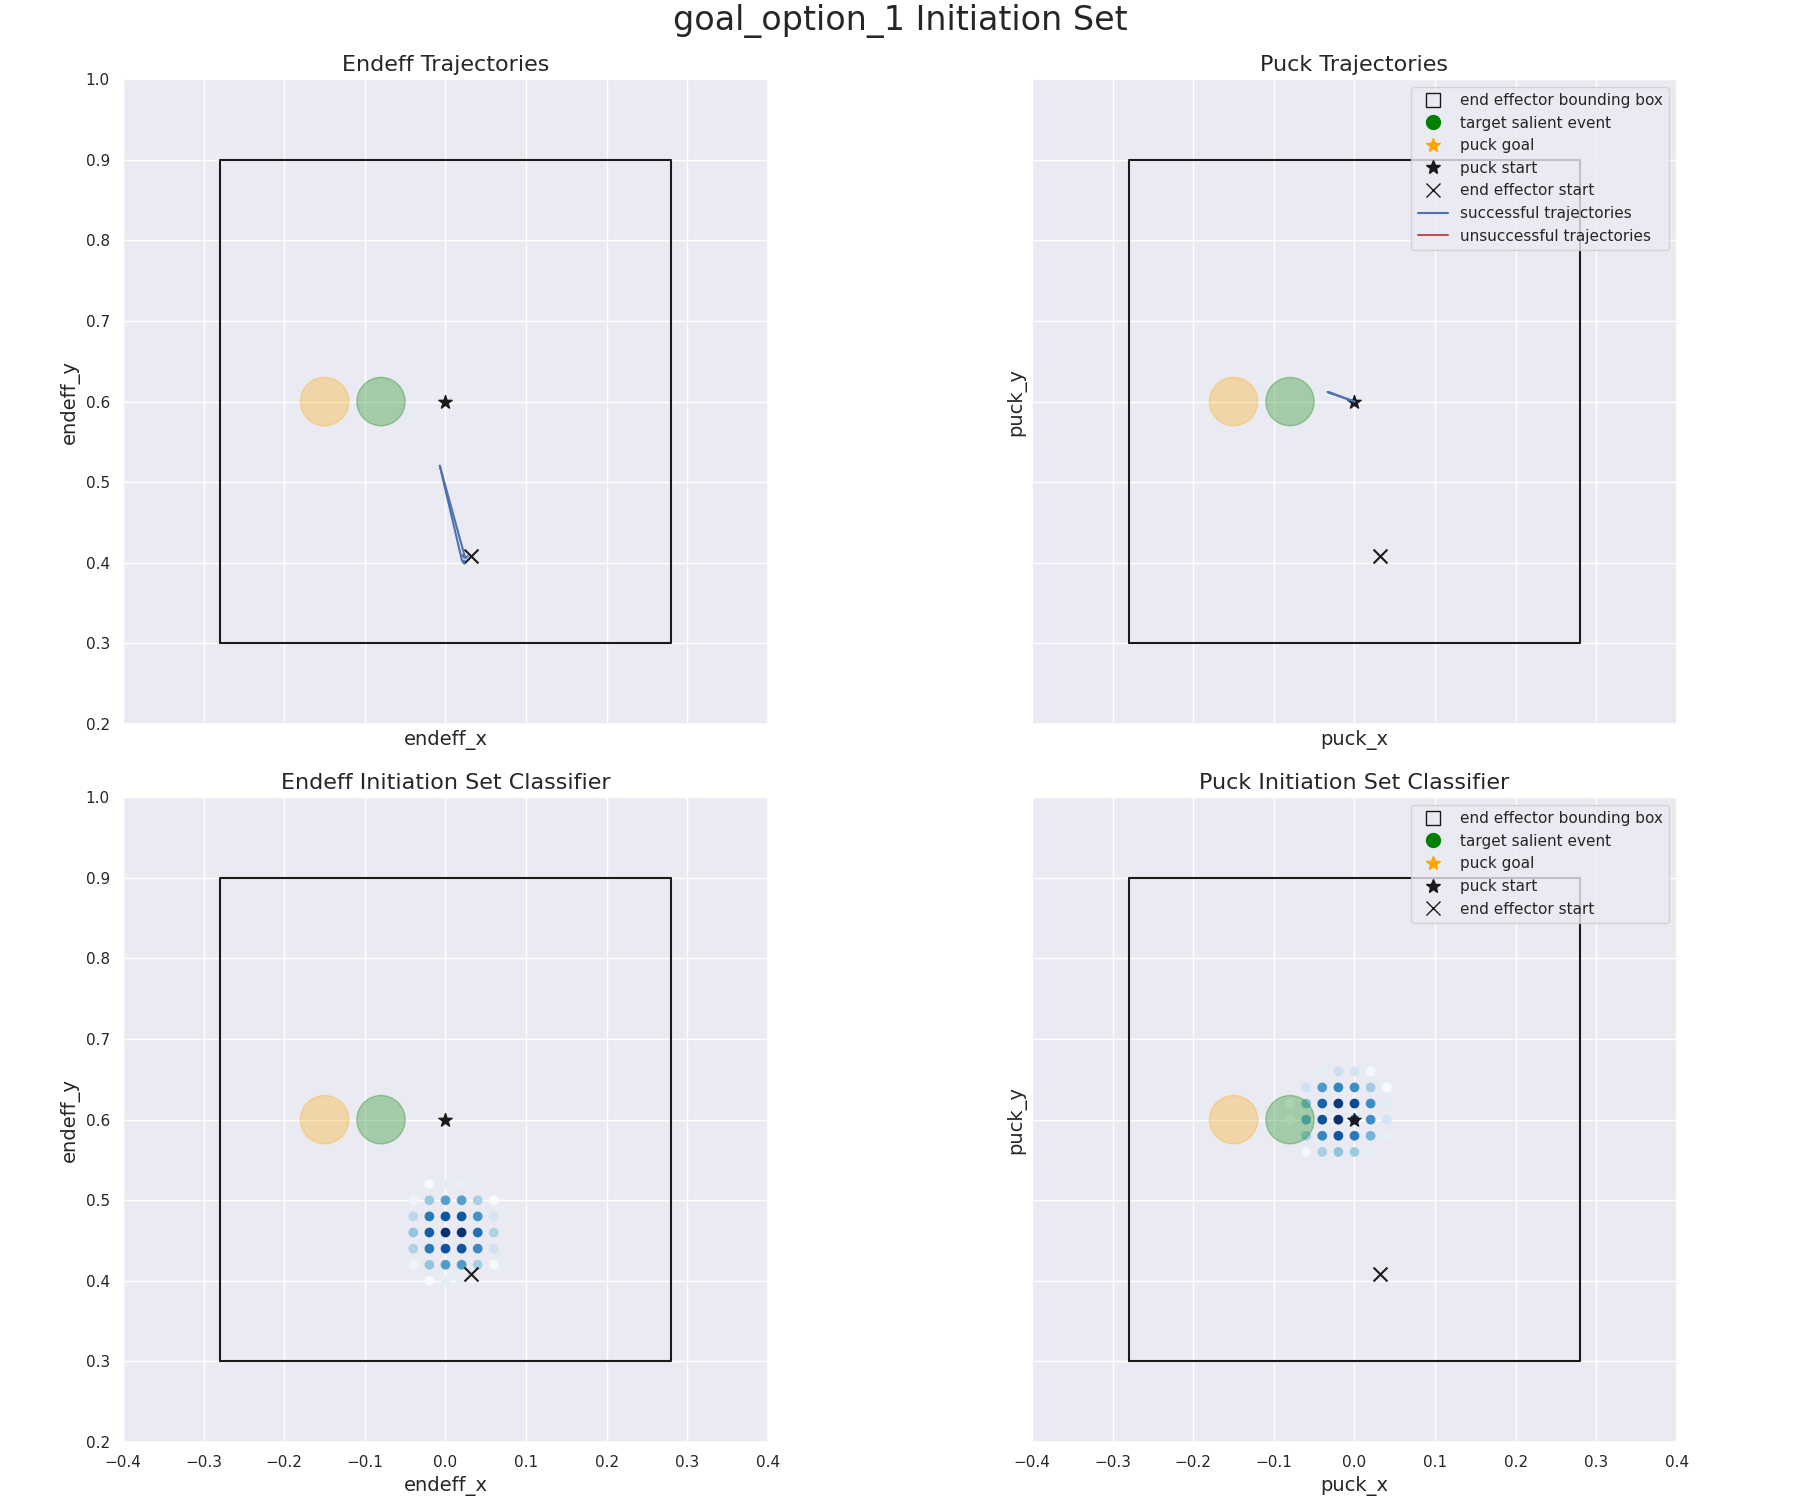 goal_option_1 Initiation Set
Endeff Trajectories
1.0
0.9
0.8
0.7
0.6
0.5
0.4
0.3
0.2
endeff_y
endeff_x
Puck Trajectories
end effector bounding box
target salient event
puck goal
puck start
end effector start
successful trajectories
unsuccessful trajectories
puck_y
puck_x
Endeff Initiation Set Classifier
1.0
0.9
0.8
0.7
0.6
0.5
0.4
0.3
0.2
endeff_y
−0.4 −0.3 −0.2 −0.1 0.0 0.1 0.2 0.3 0.4
endeff_x
Puck Initiation Set Classifier
end effector bounding box
target salient event
puck goal
puck start
end effector start
puck_y
−0.4 −0.3 −0.2 −0.1 0.0 0.1 0.2 0.3 0.4
puck_x